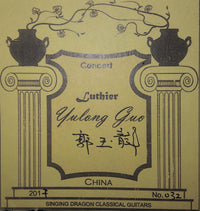 Concert
Luthier
Yulong Guo
郭玉龍
CHINA
2017 No. 032
SINGING DRAGON CLASSICAL GUITARS